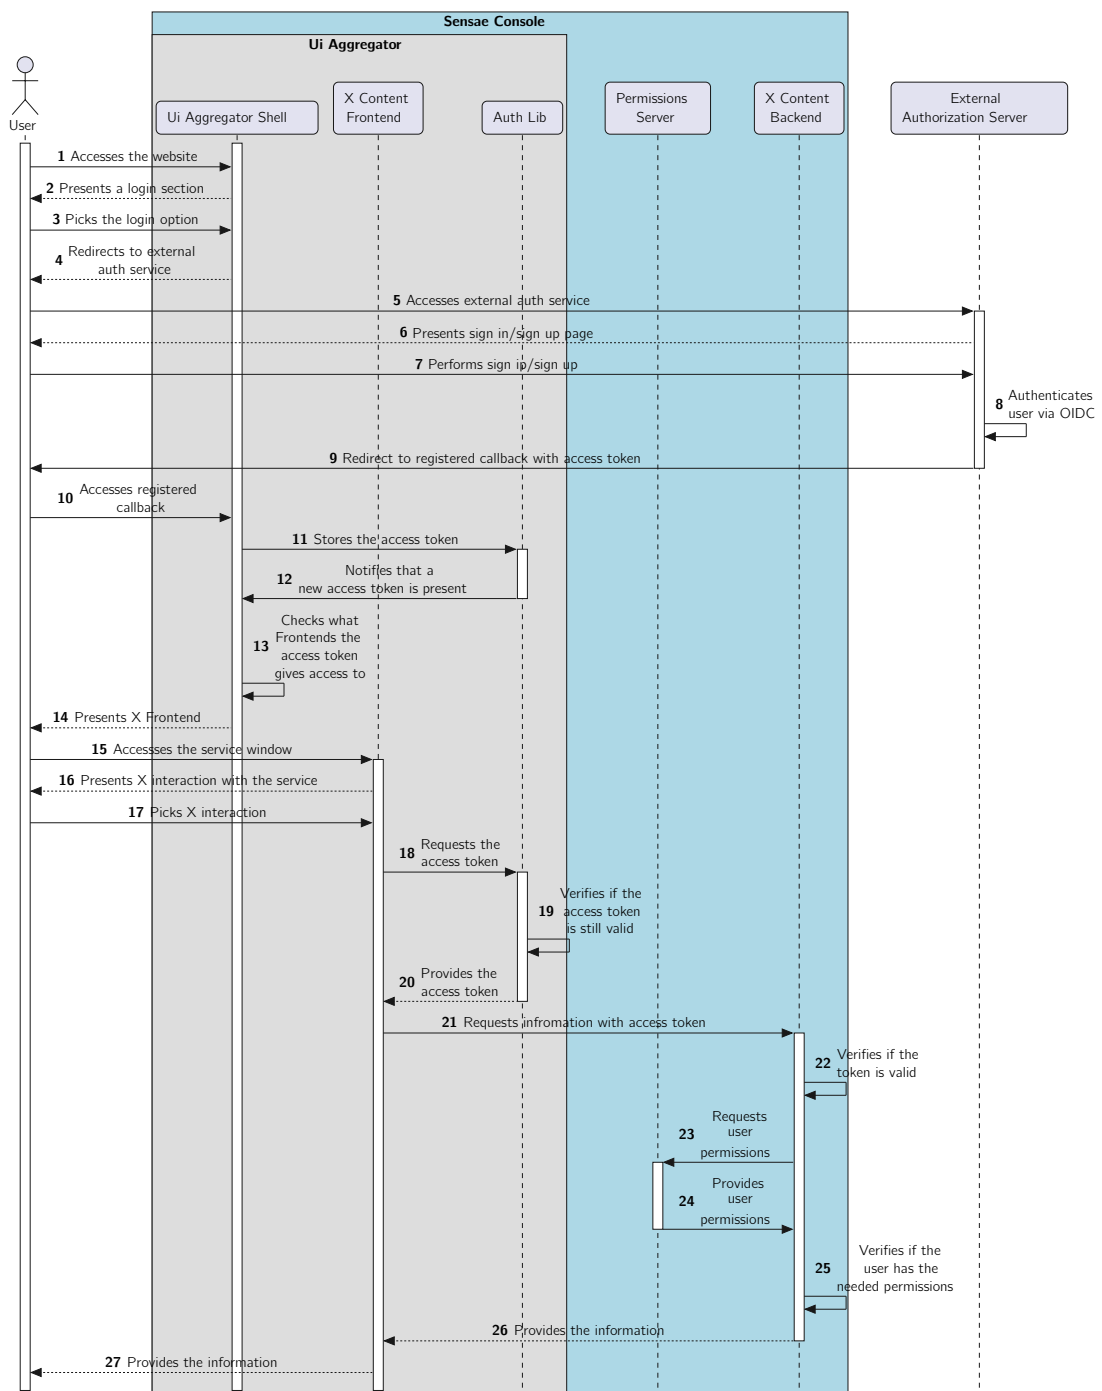 Sensae Console
Ui Aggregator
User
Ui Aggregator Shell
X Content
Frontend
Auth Lib
Permissions
Server
X Content
Backend
External
Authorization Server
1 Accesses the website
2 Presents a login section
3 Picks the login option
4 Redirects to external
auth service
5 Accesses external auth service
6 Presents sign in/sign up page
7 Performs sign in/sign up
8 Authenticates
user via OIDC
9 Redirect to registered callback with access token
10 Accesses registered
callback
11 Stores the access token
12 Notifies that a
new access token is present
13 Checks what
Frontends the
access token
gives access to
14 Presents X Frontend
15 Accessses the service window
16 Presents X interaction with the service
17 Picks X interaction
18 Requests the
access token
19 Verifies if the
access token
is still valid
20 Provides the
access token
21 Requests infromation with access token
22 Verifies if the
token is valid
23 Requests
user
permissions
24 Provides
user
permissions
25 Verifies if the
user has the
needed permissions
26 Provides the information
27 Provides the information